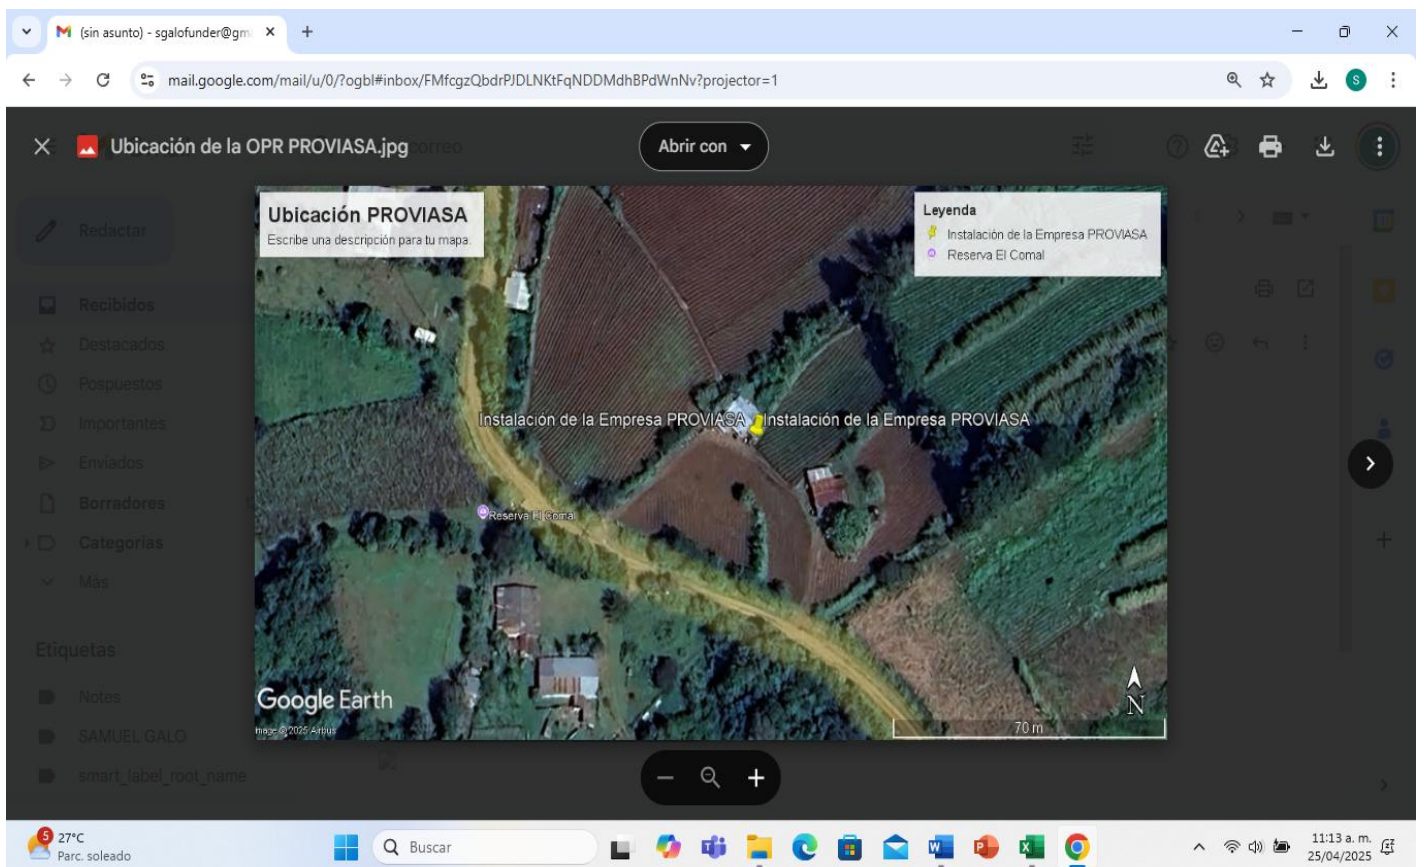 (sin asunto) - sgalofunder@gm
mail.google.com/mail/u/0/?ogbl#inbox/FMfcgzQbdrPJDLNKtFqNDDMdhBPdWnNv?projector=1
S
Ubicación de la OPR PROVIASA.jpg
correo
Abrir con
Redactar
Recibidos
Destacados
Pospuestos
Importantes
Enviados
Borradores
Categorías
Más
Etiquetas
Notes
SAMUEL GALO
smart_label_root_name
Ubicación PROVIASA
Escribe una descripción para tu mapa.
Leyenda
Instalación de la Empresa PROVIASA
Reserva El Comal
Instalación de la Empresa PROVIASA
Instalación de la Empresa PROVIASA
Reserva El Comal
Google Earth
Image © 2025 Airbus
N
70 m
5
27°C
Parc. soleado
Buscar
11:13 a. m.
25/04/2025